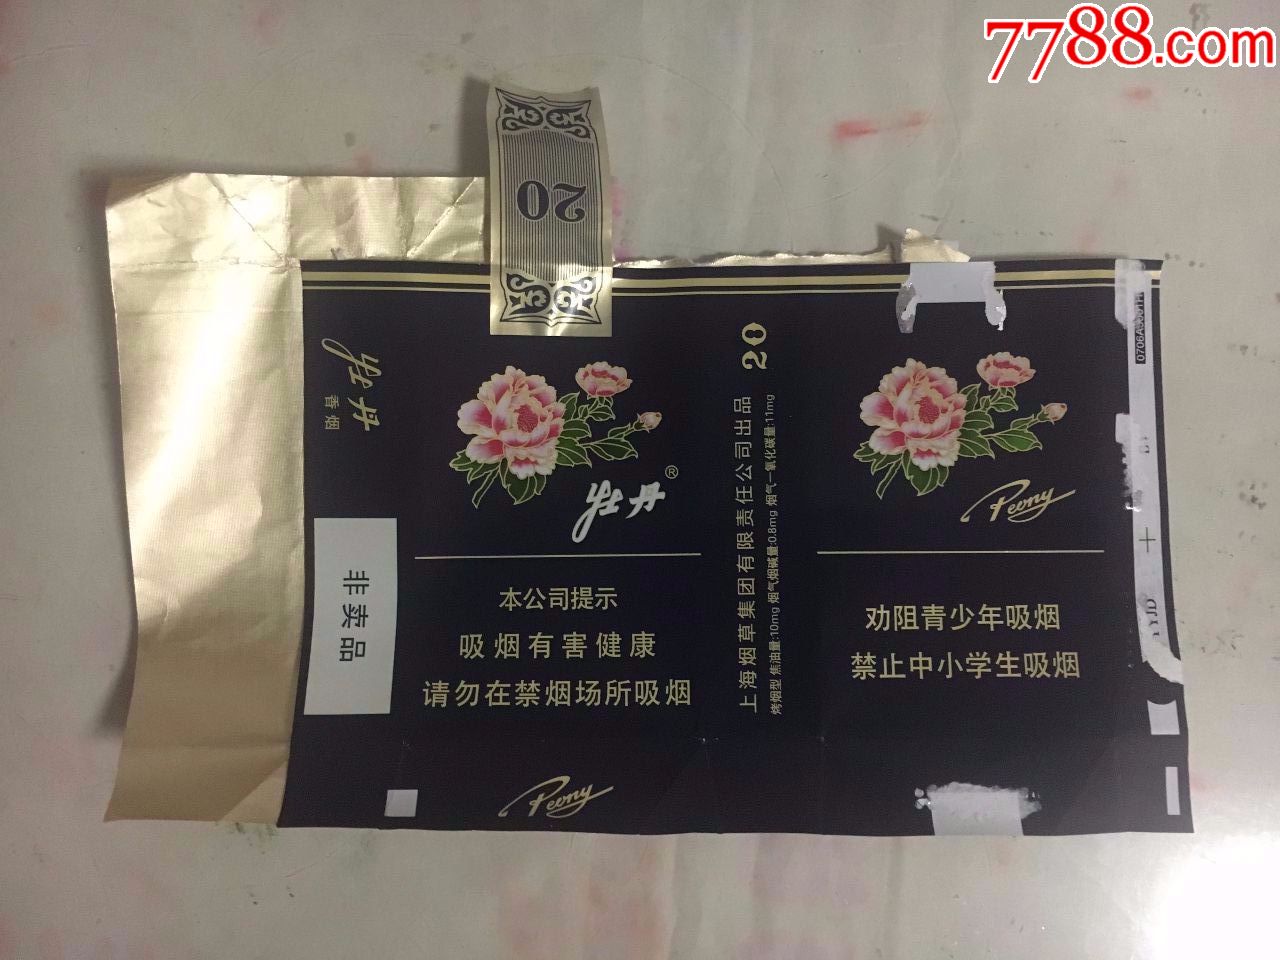 7788.com
20
牡丹
香烟
非卖品
牡丹®
本公司提示
吸烟有害健康
请勿在禁烟场所吸烟
Peony
20
上海烟草集团有限责任公司出品
烤烟型 焦油量:10mg 烟气烟碱量:0.8mg 烟气一氧化碳量:11mg
Peony
劝阻青少年吸烟
禁止中小学生吸烟